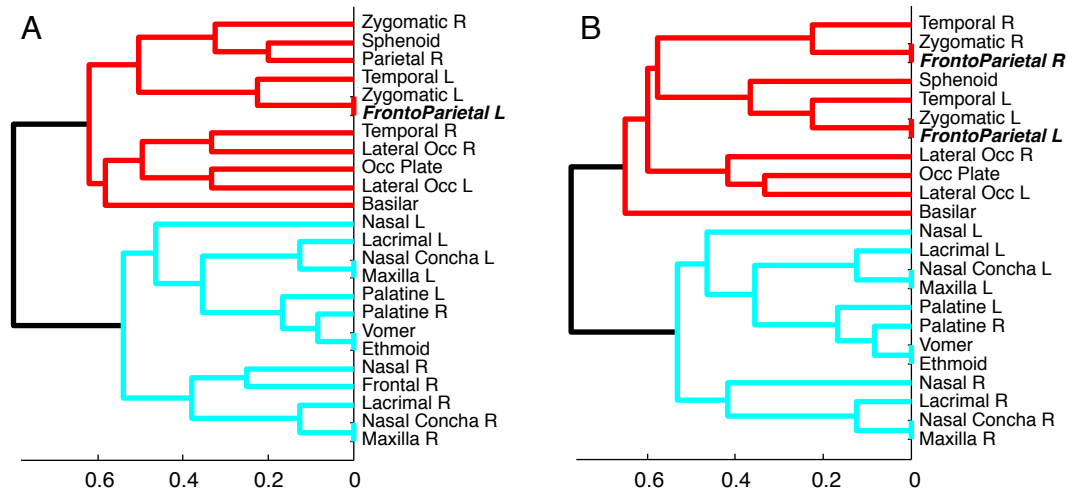 A
Zygomatic R
Sphenoid
Parietal R
Temporal L
Zygomatic L
FrontoParietal L
Temporal R
Lateral Occ R
Occ Plate
Lateral Occ L
Basilar
Nasal L
Lacrimal L
Nasal Concha L
Maxilla L
Palatine L
Palatine R
Vomer
Ethmoid
Nasal R
Frontal R
Lacrimal R
Nasal Concha R
Maxilla R
0.6 0.4 0.2 0
B
Temporal R
Zygomatic R
FrontoParietal R
Sphenoid
Temporal L
Zygomatic L
FrontoParietal L
Lateral Occ R
Occ Plate
Lateral Occ L
Basilar
Nasal L
Lacrimal L
Nasal Concha L
Maxilla L
Palatine L
Palatine R
Vomer
Ethmoid
Nasal R
Lacrimal R
Nasal Concha R
Maxilla R
0.6 0.4 0.2 0